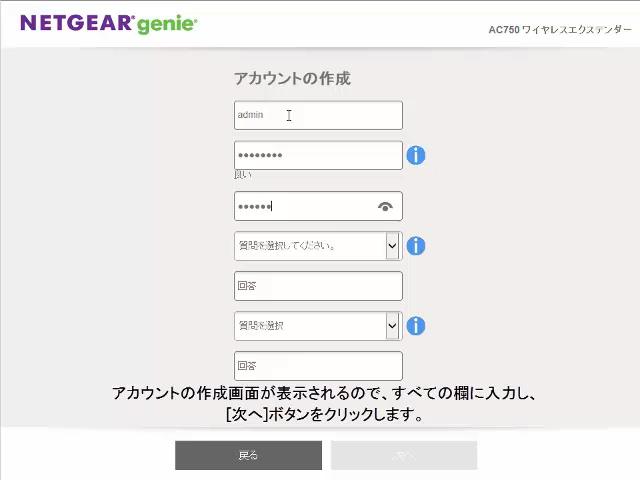 NETGEAR genie
AC750 ワイヤレスエクステンダー
アカウントの作成
admin
••••••••
良い
••••••
質問を選択してください。
回答
質問を選択
回答
アカウントの作成画面が表示されるので、すべての欄に入力し、
[次へ]ボタンをクリックします。
戻る
次へ